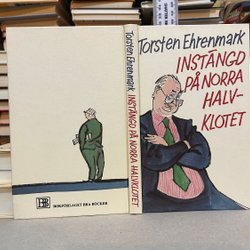 Torsten Ehrenmark
INSTÄNGD
PÅ NORRA
HALV-
KLOTET
Torsten Ehrenmark INSTÄNGD PÅ NORRA HALVKLOTET
BOKFÖRLAGET BRA BÖCKER